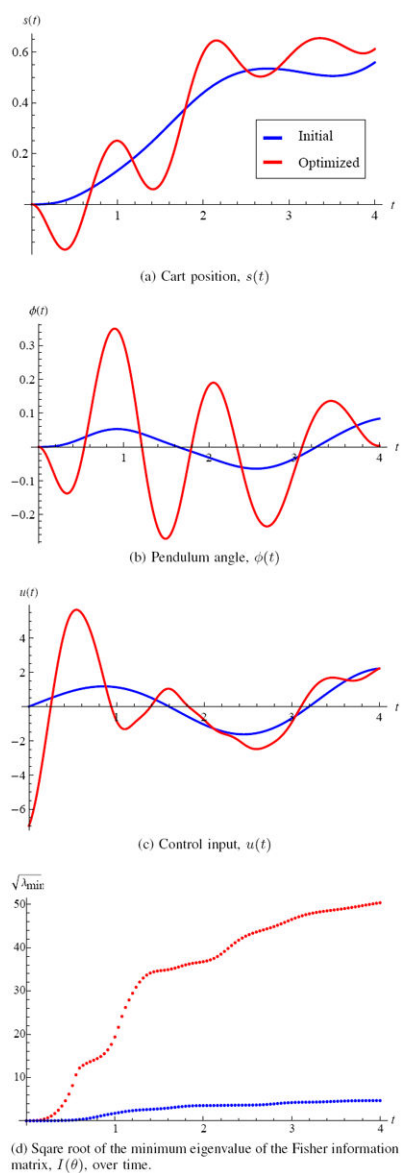 s(t)
0.6
0.4
0.2
1 2 3 4 t
Initial
Optimized
(a) Cart position, s(t)
ϕ(t)
0.3
0.2
0.1
1 2 3 4 t
−0.1
−0.2
(b) Pendulum angle, ϕ(t)
u(t)
4
2
1 2 3 4 t
−2
−4
−6
(c) Control input, u(t)
√λmin
50
40
30
20
10
1 2 3 4 t
(d) Sqare root of the minimum eigenvalue of the Fisher information
matrix, I(θ), over time.